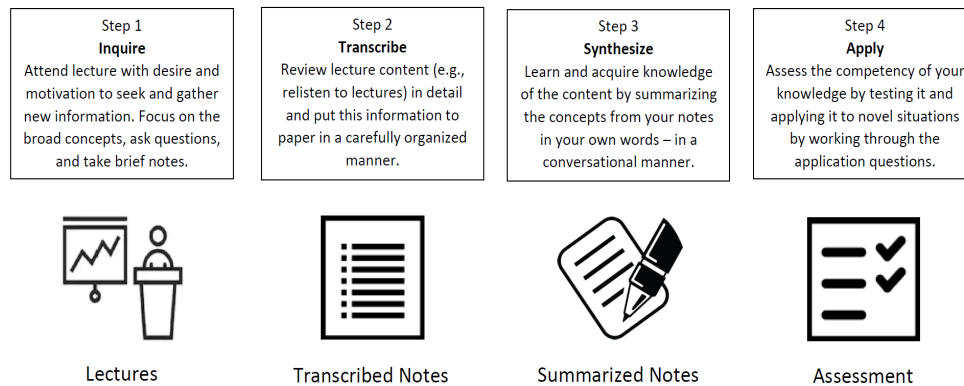 Step 1
Inquire
Attend lecture with desire and
motivation to seek and gather
new information. Focus on the
broad concepts, ask questions,
and take brief notes.
Step 2
Transcribe
Review lecture content (e.g.,
relisten to lectures) in detail
and put this information to
paper in a carefully organized
manner.
Step 3
Synthesize
Learn and acquire knowledge
of the content by summarizing
the concepts from your notes
in your own words – in a
conversational manner.
Step 4
Apply
Assess the competency of your
knowledge by testing it and
applying it to novel situations
by working through the
application questions.
Lectures
Transcribed Notes
Summarized Notes
Assessment